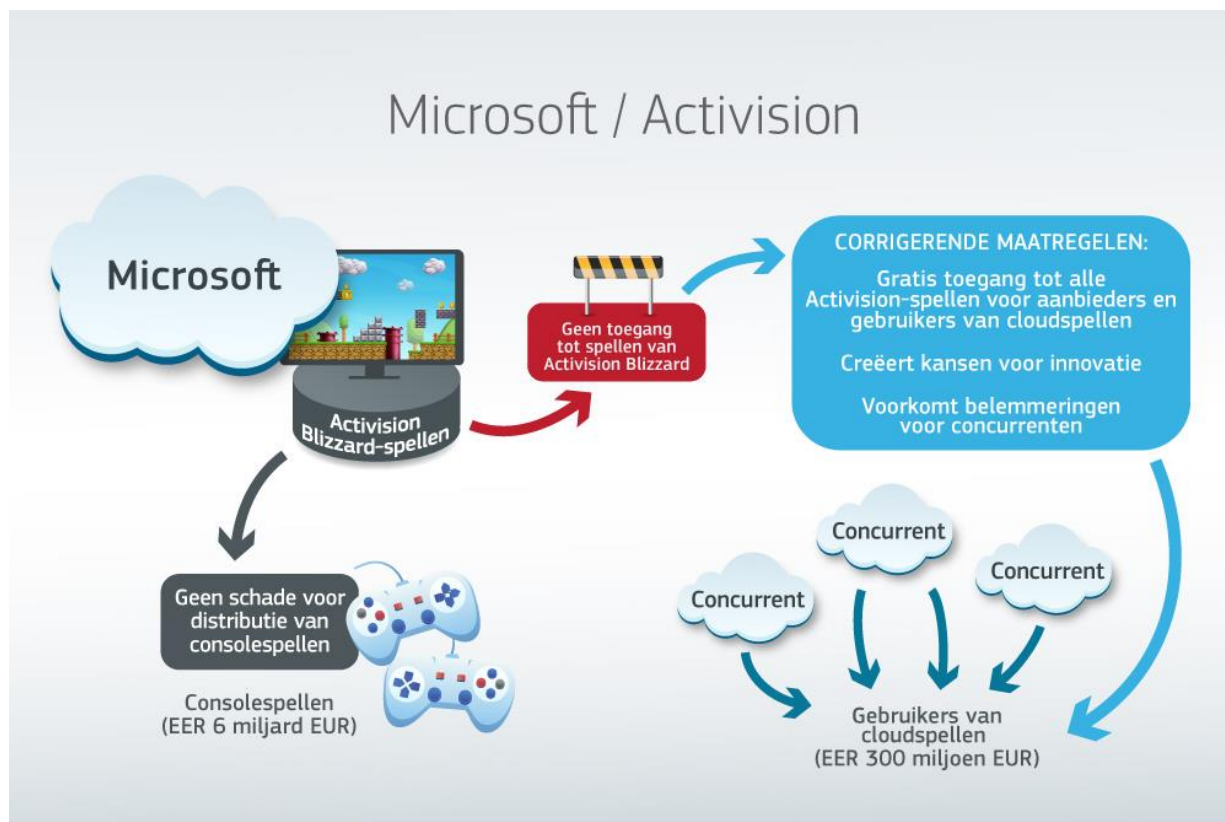 Microsoft / Activision
Microsoft
Activision
Blizzard-spellen
Geen toegang
tot spellen van
Activision Blizzard
CORRIGERENDE MAATREGELEN:
Gratis toegang tot alle
Activision-spellen voor aanbieders en
gebruikers van cloudspellen
Creëert kansen voor innovatie
Voorkomt belemmeringen
voor concurrenten
Geen schade voor
distributie van
consolespellen
Consolespellen
(EER 6 miljard EUR)
Concurrent
Concurrent
Concurrent
Gebruikers van
cloudspellen
(EER 300 miljoen EUR)